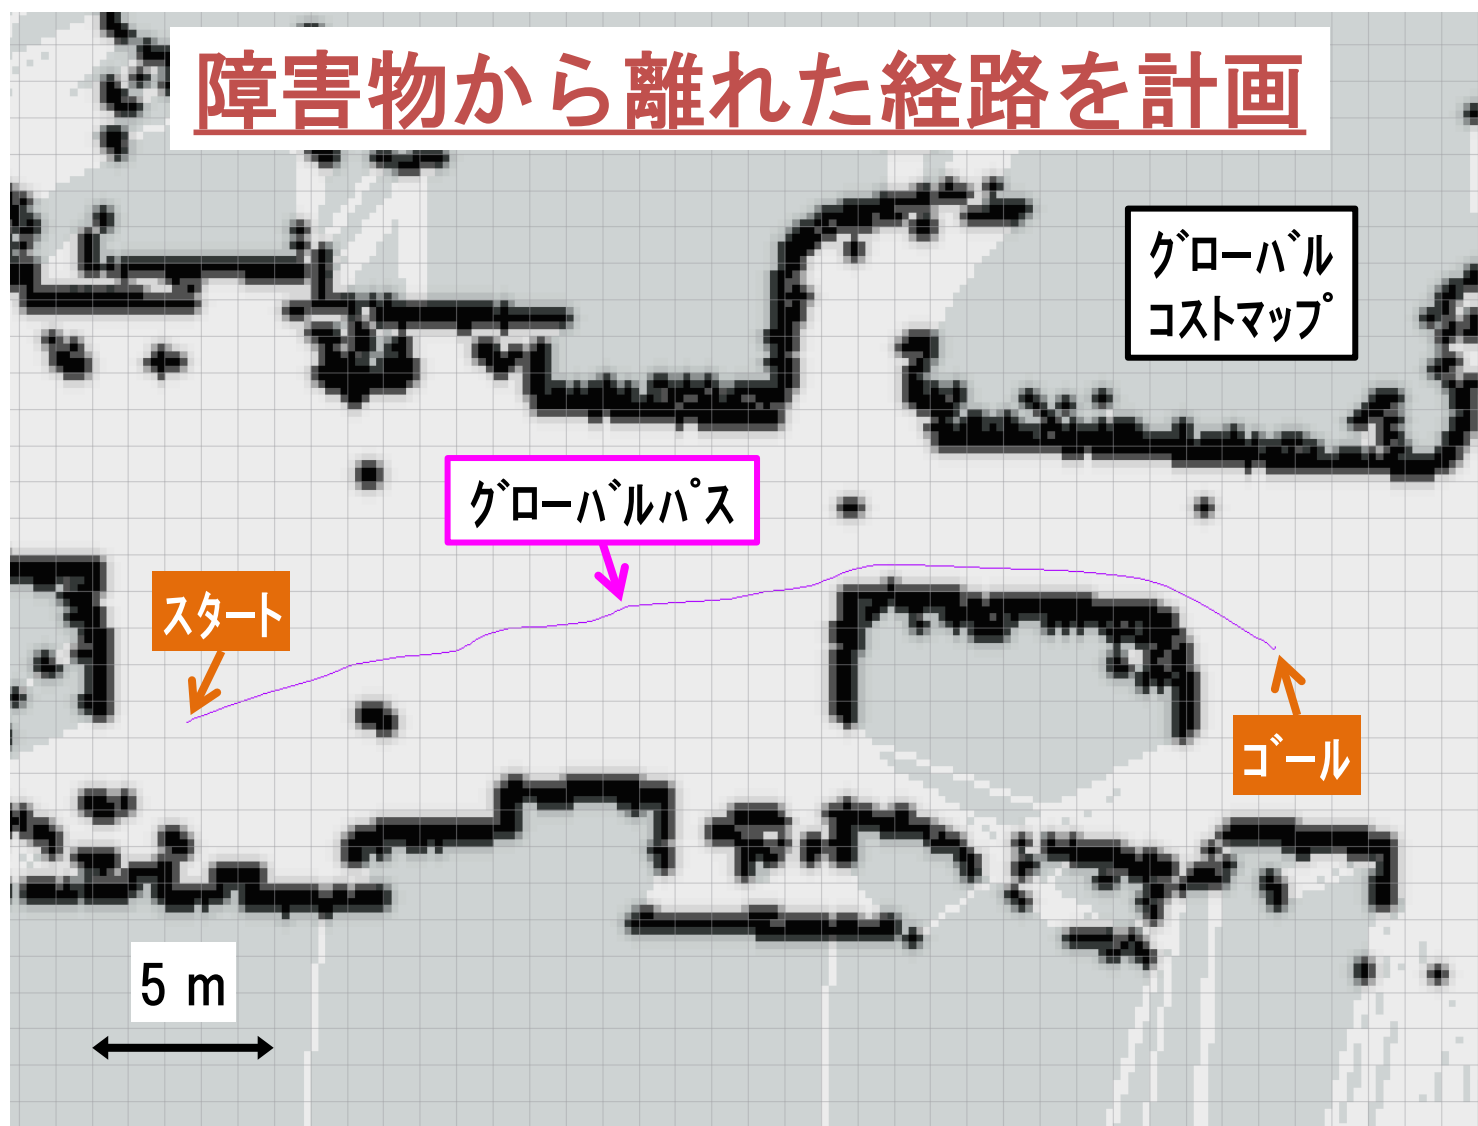 障害物から離れた経路を計画
グローバル
コストマップ
グローバルパス
スタート
ゴール
5 m